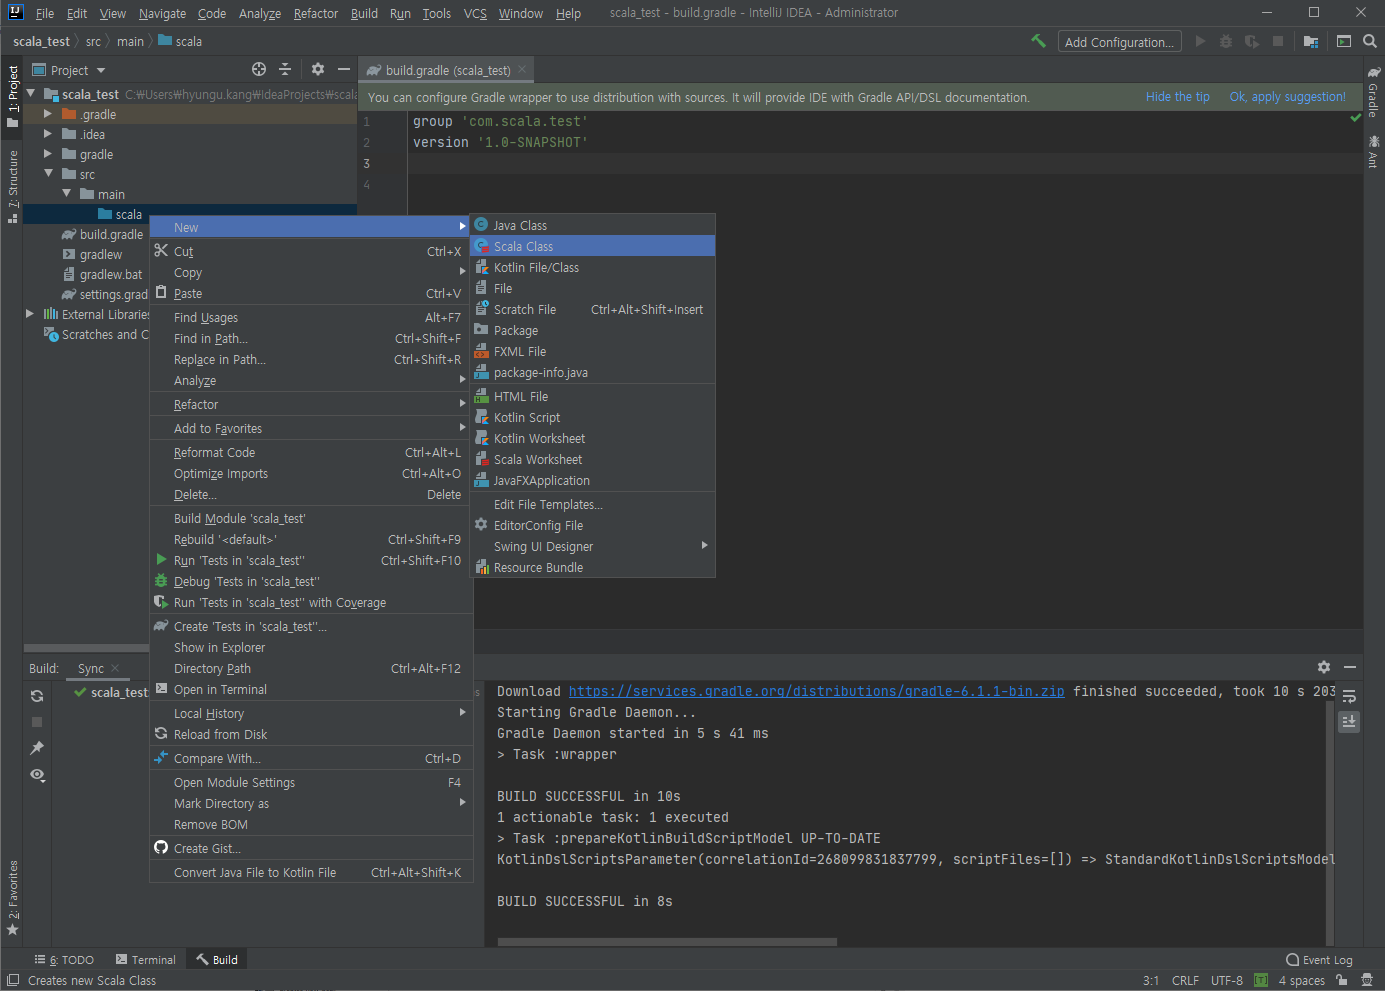 IJ File Edit View Navigate Code Analyze Refactor Build Run Tools VCS Window Help scala_test - build.gradle - IntelliJ IDEA - Administrator
scala_test src main scala Add Configuration...
Project build.gradle (scala_test)
1: Project
7: Structure
2: Favorites
Gradle
Ant
scala_test C:₩Users₩hyungu.kang₩IdeaProjects₩scala
.gradle
.idea
gradle
src
main
scala
build.gradle
gradlew
gradlew.bat
settings.grad
External Libraries
Scratches and C
You can configure Gradle wrapper to use distribution with sources. It will provide IDE with Gradle API/DSL documentation. Hide the tip Ok, apply suggestion!
1 group 'com.scala.test'
2 version '1.0-SNAPSHOT'
3
4
New
Cut Ctrl+X
Copy
Paste Ctrl+V
Find Usages Alt+F7
Find in Path... Ctrl+Shift+F
Replace in Path... Ctrl+Shift+R
Analyze
Refactor
Add to Favorites
Reformat Code Ctrl+Alt+L
Optimize Imports Ctrl+Alt+O
Delete... Delete
Build Module 'scala_test'
Rebuild '<default>' Ctrl+Shift+F9
Run 'Tests in 'scala_test'' Ctrl+Shift+F10
Debug 'Tests in 'scala_test''
Run 'Tests in 'scala_test'' with Coverage
Create 'Tests in 'scala_test''...
Show in Explorer
Directory Path Ctrl+Alt+F12
Open in Terminal
Local History
Reload from Disk
Compare With... Ctrl+D
Open Module Settings F4
Mark Directory as
Remove BOM
Create Gist...
Convert Java File to Kotlin File Ctrl+Alt+Shift+K
Java Class
Scala Class
Kotlin File/Class
File
Scratch File Ctrl+Alt+Shift+Insert
Package
FXML File
package-info.java
HTML File
Kotlin Script
Kotlin Worksheet
Scala Worksheet
JavaFXApplication
Edit File Templates...
EditorConfig File
Swing UI Designer
Resource Bundle
Build: Sync
scala_test: s
Download https://services.gradle.org/distributions/gradle-6.1.1-bin.zip finished succeeded, took 10 s 203
Starting Gradle Daemon...
Gradle Daemon started in 5 s 41 ms
> Task :wrapper
BUILD SUCCESSFUL in 10s
1 actionable task: 1 executed
> Task :prepareKotlinBuildScriptModel UP-TO-DATE
KotlinDslScriptsParameter(correlationId=268099831837799, scriptFiles=[]) => StandardKotlinDslScriptsModel
BUILD SUCCESSFUL in 8s
6: TODO Terminal Build Event Log
Creates new Scala Class 3:1 CRLF UTF-8 [T] 4 spaces